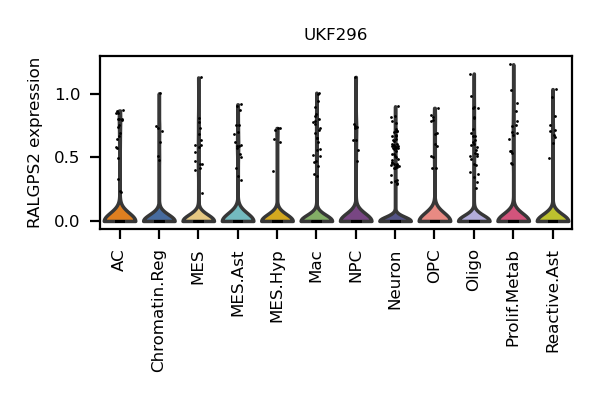 UKF296
RALGPS2 expression
1.0
0.5
0.0
AC
Chromatin.Reg
MES
MES.Ast
MES.Hyp
Mac
NPC
Neuron
OPC
Oligo
Prolif.Metab
Reactive.Ast